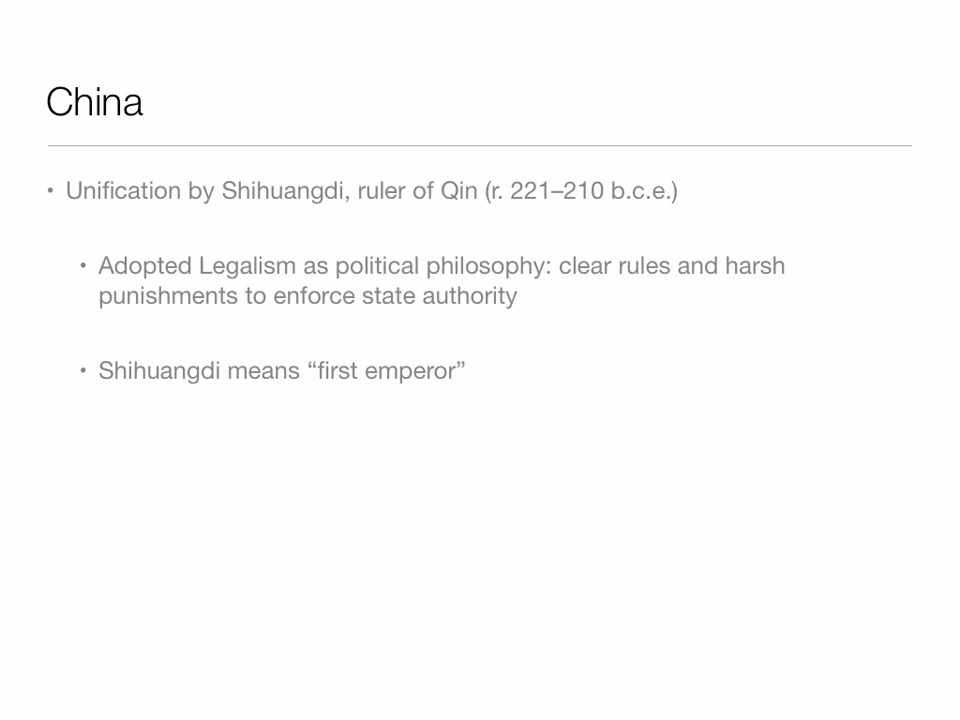 China
• Unification by Shihuangdi, ruler of Qin (r. 221–210 b.c.e.)
• Adopted Legalism as political philosophy: clear rules and harsh
punishments to enforce state authority
• Shihuangdi means “first emperor”